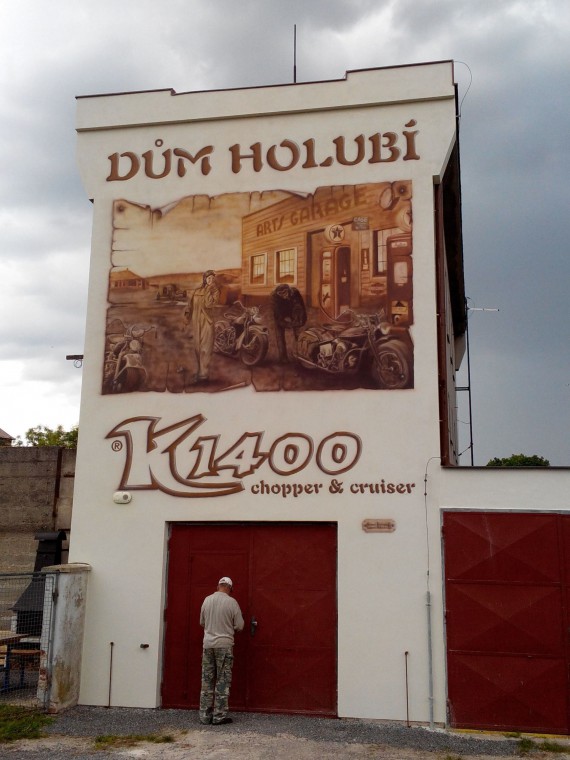 DŮM HOLUBÍ
ARTS GARAGE
® K1400
chopper & cruiser